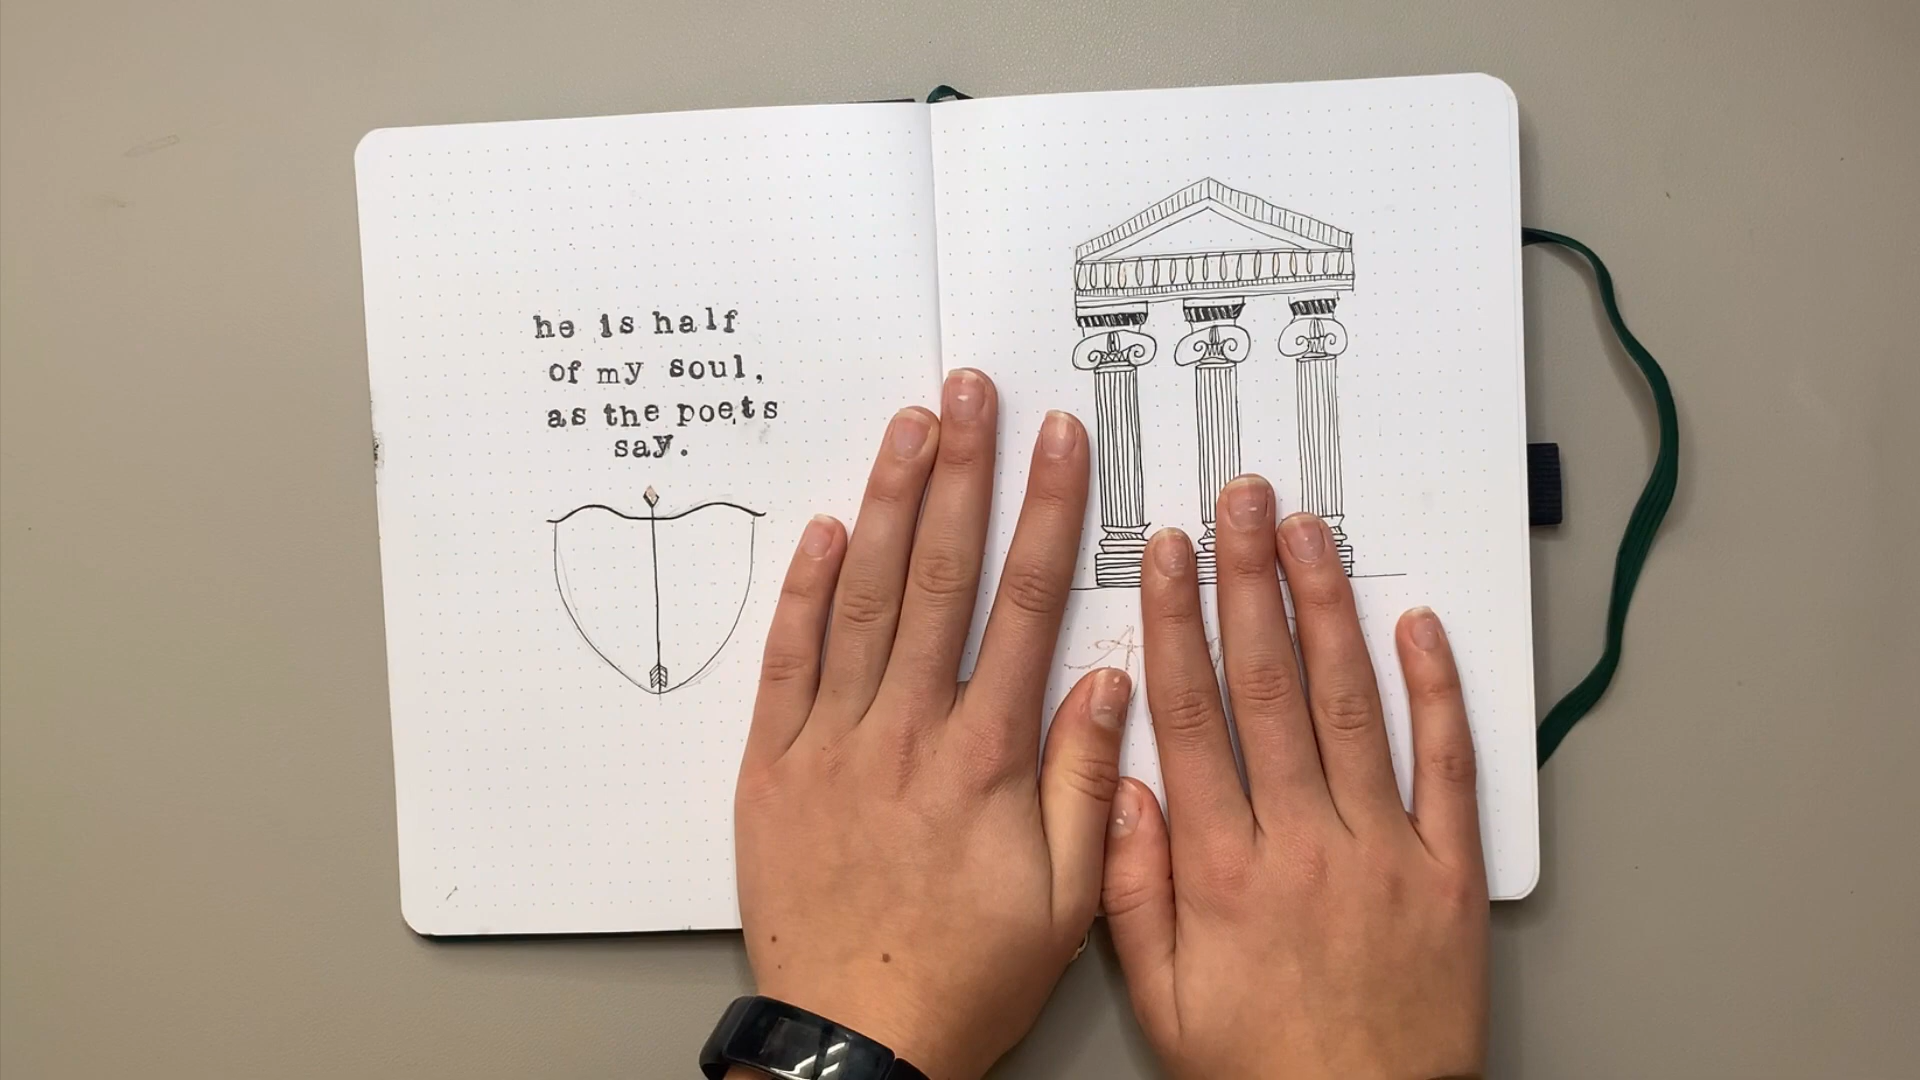 he is half
of my soul,
as the poets
say.